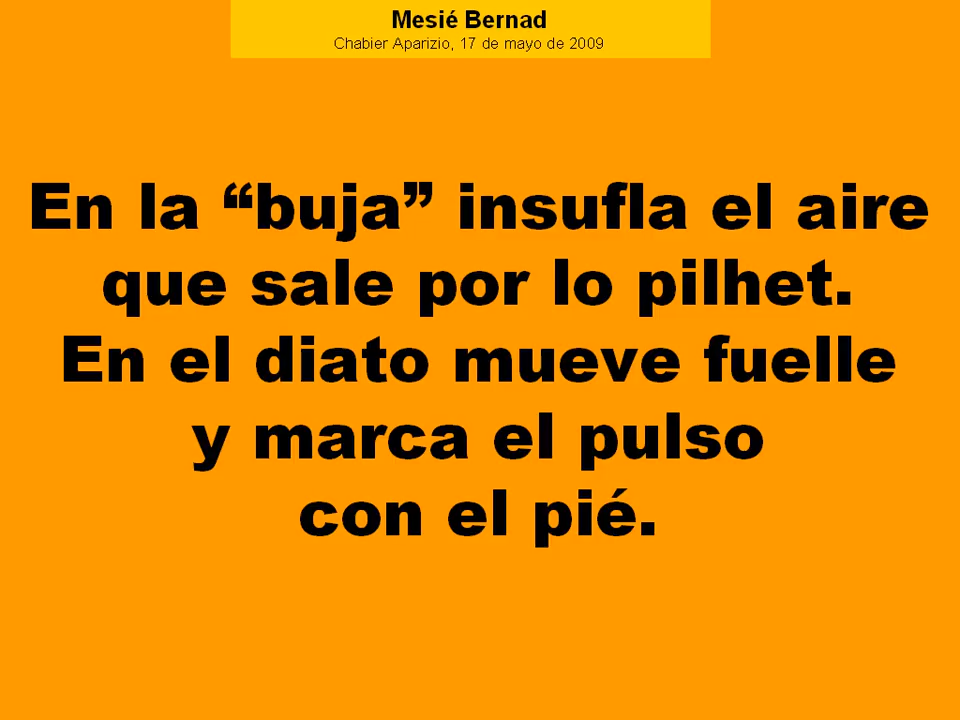 Mesié Bernad
Chabier Aparizio, 17 de mayo de 2009
En la “buja” insufla el aire
que sale por lo pilhet.
En el diato mueve fuelle
y marca el pulso
con el pié.